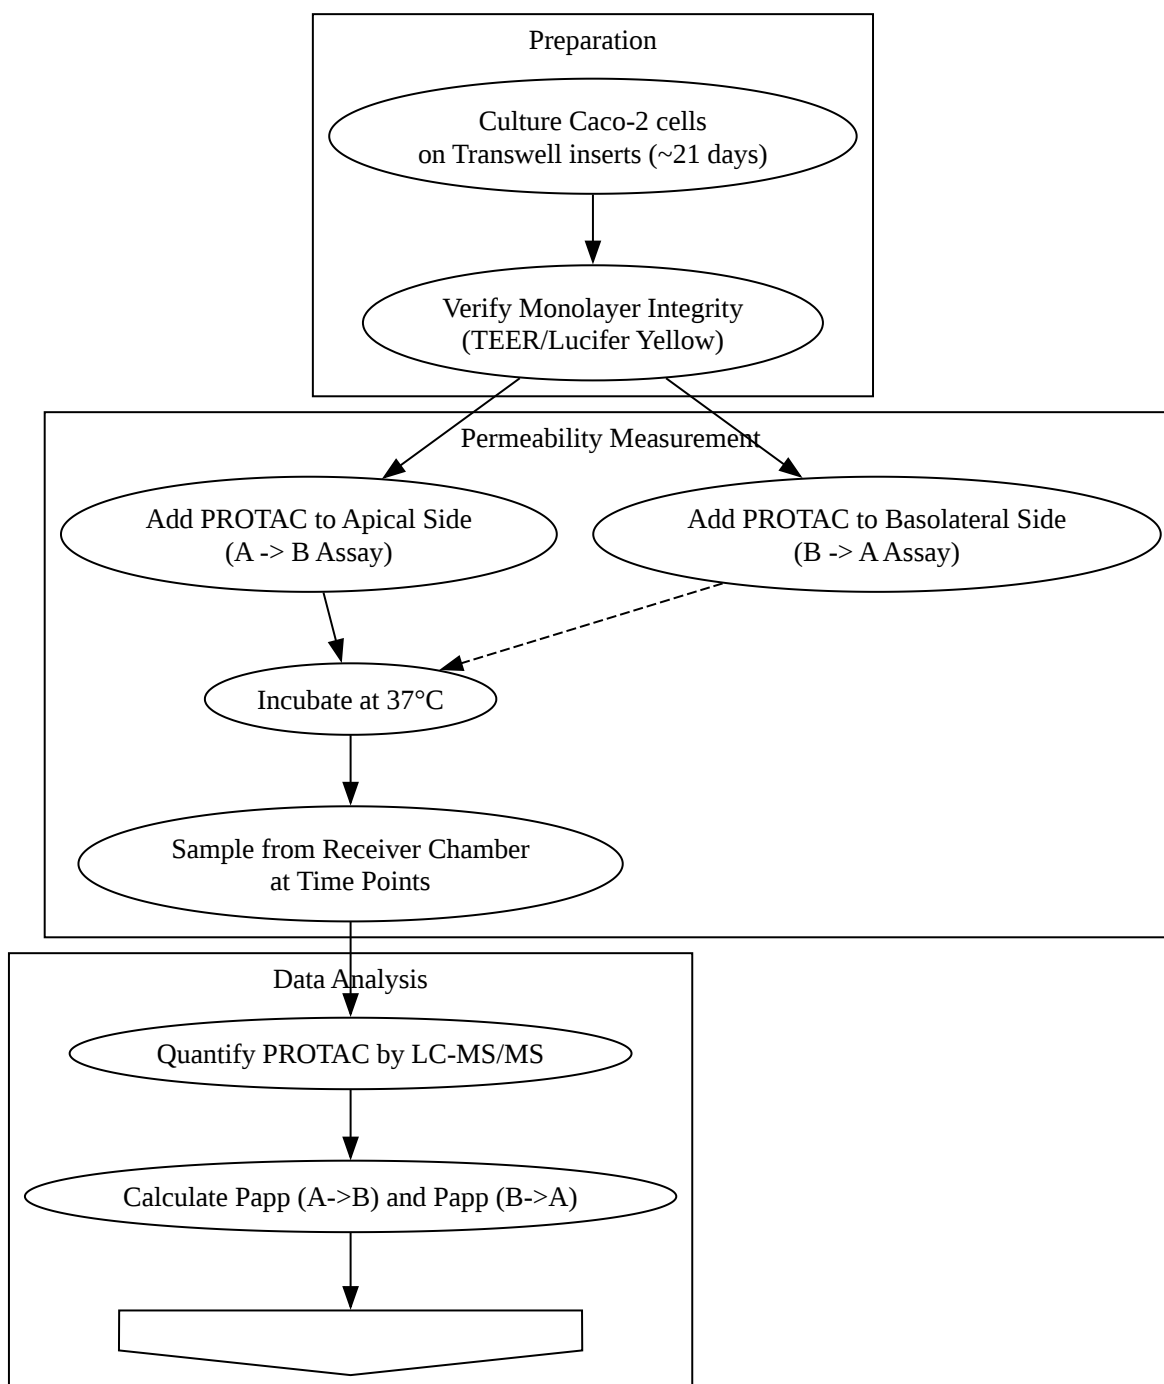 Preparation
Culture Caco-2 cells
on Transwell inserts (~21 days)
Verify Monolayer Integrity
(TEER/Lucifer Yellow)
Permeability Measurement
Add PROTAC to Apical Side
(A -> B Assay)
Add PROTAC to Basolateral Side
(B -> A Assay)
Incubate at 37°C
Sample from Receiver Chamber
at Time Points
Data Analysis
Quantify PROTAC by LC-MS/MS
Calculate Papp (A->B) and Papp (B->A)